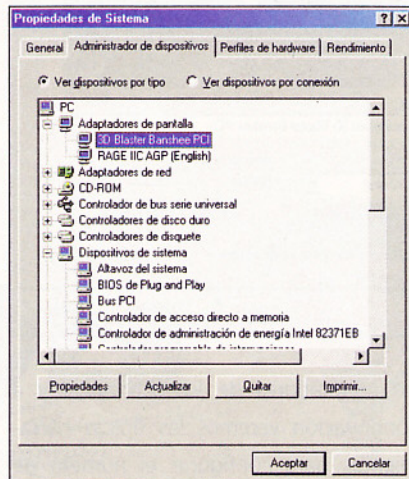 Propiedades de Sistema
General Administrador de dispositivos Perfiles de hardware Rendimiento
Ver dispositivos por tipo Ver dispositivos por conexión
PC
Adaptadores de pantalla
3D Blaster Banshee PCI
RAGE IIC AGP (English)
Adaptadores de red
CD-ROM
Controlador de bus serie universal
Controladores de disco duro
Controladores de disquete
Dispositivos de sistema
Altavoz del sistema
BIOS de Plug and Play
Bus PCI
Controlador de acceso directo a memoria
Controlador de administración de energía Intel 82371EB
Controlador programable de interrupciones
Propiedades Actualizar Quitar Imprimir...
Aceptar Cancelar